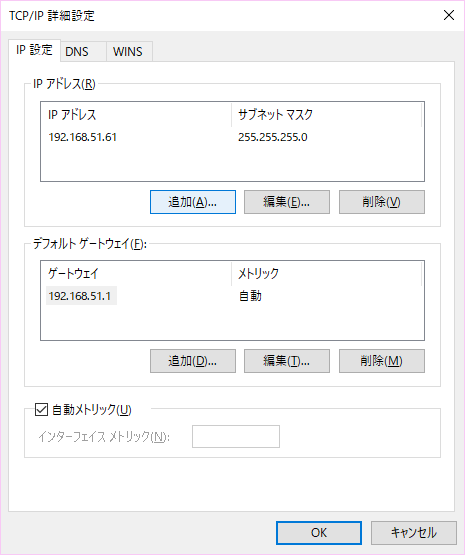 TCP/IP 詳細設定
IP 設定 DNS WINS
IP アドレス(R)
IP アドレス サブネット マスク
192.168.51.61 255.255.255.0
追加(A)... 編集(E)... 削除(V)
デフォルト ゲートウェイ(F):
ゲートウェイ メトリック
192.168.51.1 自動
追加(D)... 編集(T)... 削除(M)
自動メトリック(U)
インターフェイス メトリック(N):
OK キャンセル